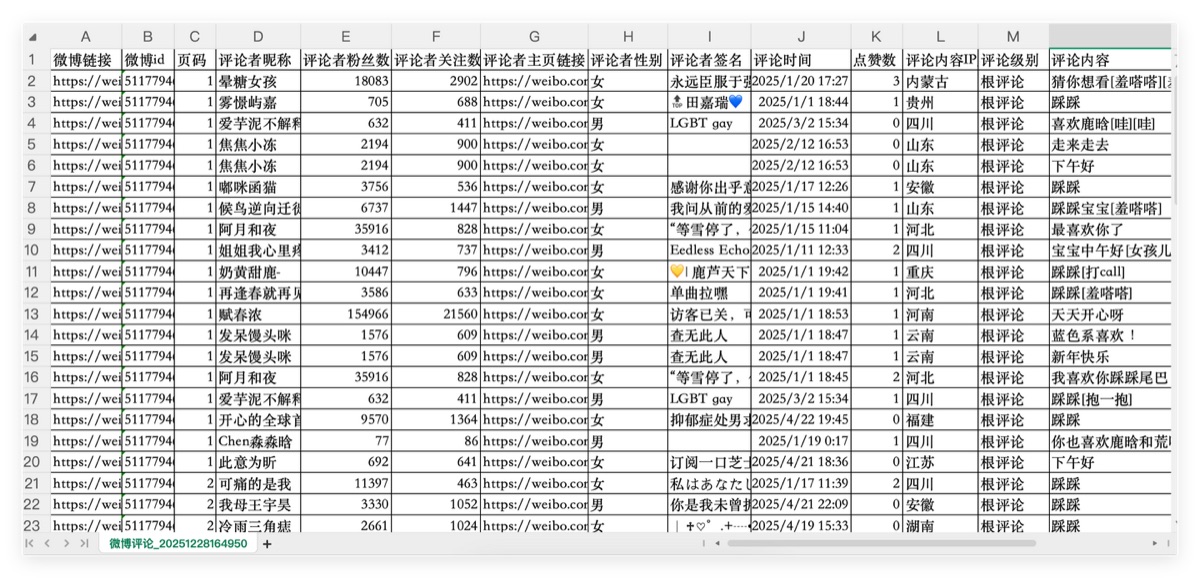 A B C D E F G H I J K L M
1 微博链接 微博id 页码 评论者昵称 评论者粉丝数 评论者关注数 评论者主页链接 评论者性别 评论者签名 评论时间 点赞数 评论内容IP 评论级别 评论内容
2 https://wei 5117794 1 晕糖女孩 18083 2902 https://weibo.cor 女 永远臣服于强 2025/1/20 17:27 3 内蒙古 根评论 猜你想看[羞嗒嗒][羞
3 https://wei 5117794 1 雾憬屿嘉 705 688 https://weibo.cor 女 🔝田嘉瑞💙 2025/1/1 18:44 1 贵州 根评论 踩踩
4 https://wei 5117794 1 爱芋泥不解释 632 411 https://weibo.cor 男 LGBT gay 2025/3/2 15:34 0 四川 根评论 喜欢鹿晗[哇][哇]
5 https://wei 5117794 1 焦焦小冻 2194 900 https://weibo.cor 女 2025/2/12 16:53 0 山东 根评论 走来走去
6 https://wei 5117794 1 焦焦小冻 2194 900 https://weibo.cor 女 2025/2/12 16:53 0 山东 根评论 下午好
7 https://wei 5117794 1 嘟咪函猫 3756 536 https://weibo.cor 女 感谢你出乎意 2025/1/17 12:26 1 安徽 根评论 踩踩
8 https://wei 5117794 1 候鸟逆向迁徙 6737 1447 https://weibo.cor 男 我问从前的爱 2025/1/15 14:40 1 山东 根评论 踩踩宝宝[羞嗒嗒]
9 https://wei 5117794 1 阿月和夜 35916 828 https://weibo.cor 女 “等雪停了， 2025/1/15 11:04 1 河北 根评论 最喜欢你了
10 https://wei 5117794 1 姐姐我心里疼 3412 737 https://weibo.cor 男 Eedless Echo 2025/1/11 12:33 2 四川 根评论 宝宝中午好[女孩儿
11 https://wei 5117794 1 奶黄甜鹿- 10447 796 https://weibo.cor 女 💛| 鹿芦天下 2025/1/1 19:42 1 重庆 根评论 踩踩[打call]
12 https://wei 5117794 1 再逢春就再见 3586 633 https://weibo.cor 女 单曲拉嘿 2025/1/1 19:41 1 河北 根评论 踩踩[羞嗒嗒]
13 https://wei 5117794 1 赋春浓 154966 21560 https://weibo.cor 女 访客已关，可 2025/1/1 18:53 1 河南 根评论 天天开心呀
14 https://wei 5117794 1 发呆馒头咪 1576 609 https://weibo.cor 男 查无此人 2025/1/1 18:47 1 云南 根评论 蓝色系喜欢！
15 https://wei 5117794 1 发呆馒头咪 1576 609 https://weibo.cor 男 查无此人 2025/1/1 18:47 1 云南 根评论 新年快乐
16 https://wei 5117794 1 阿月和夜 35916 828 https://weibo.cor 女 “等雪停了， 2025/1/1 18:45 2 河北 根评论 我喜欢你踩踩尾巴
17 https://wei 5117794 1 爱芋泥不解释 632 411 https://weibo.cor 男 LGBT gay 2025/3/2 15:34 1 四川 根评论 踩踩[抱一抱]
18 https://wei 5117794 1 开心的全球首 9570 1364 https://weibo.cor 女 抑郁症处男求 2025/4/22 19:45 0 福建 根评论 踩踩
19 https://wei 5117794 1 Chen淼淼晗 77 86 https://weibo.cor 男 2025/1/19 0:17 1 四川 根评论 你也喜欢鹿晗和荒
20 https://wei 5117794 1 此意为昕 692 641 https://weibo.cor 女 订阅一口芝士 2025/4/21 18:36 0 江苏 根评论 下午好
21 https://wei 5117794 2 可痛的是我 11397 463 https://weibo.cor 女 私はあなたし 2025/1/17 11:39 2 四川 根评论 踩踩
22 https://wei 5117794 2 我母王宇昊 3330 1052 https://weibo.cor 男 你是我未曾拥 2025/4/21 22:09 0 安徽 根评论 踩踩
23 https://wei 5117794 2 冷雨三角痣 2661 1024 https://weibo.cor 女 2025/4/19 15:33 0 湖南 根评论 踩踩
微博评论_20251228164950 +